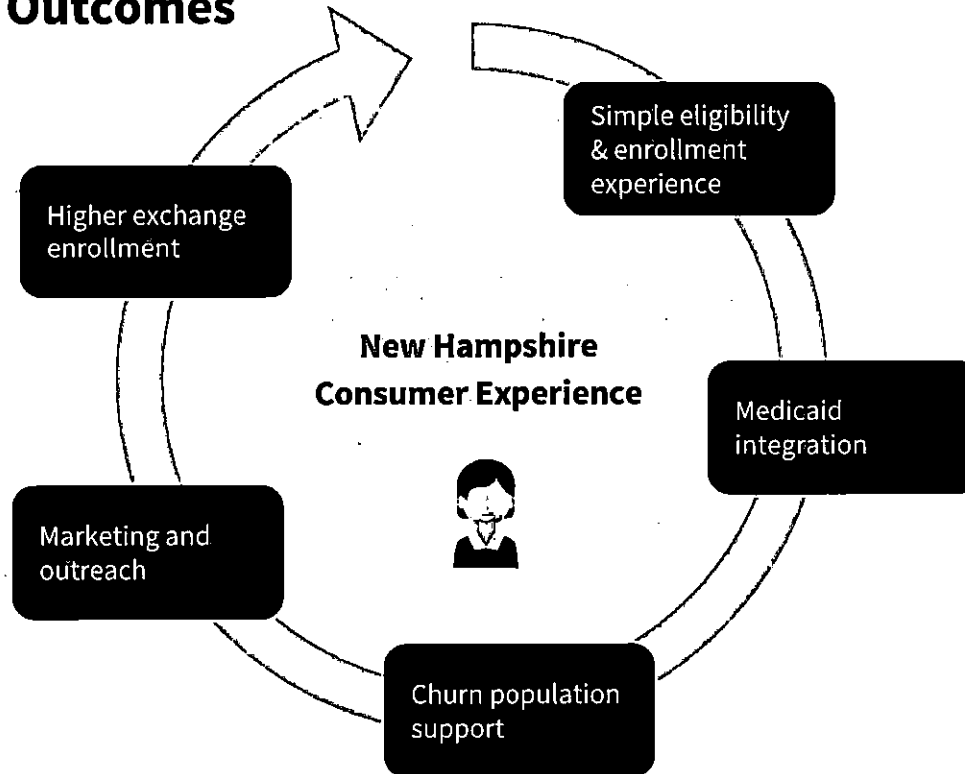 Outcomes
Simple eligibility
& enrollment
experience
Higher exchange
enrollment
New Hampshire
Consumer Experience
Medicaid
integration
Marketing and
outreach
Churn population
support